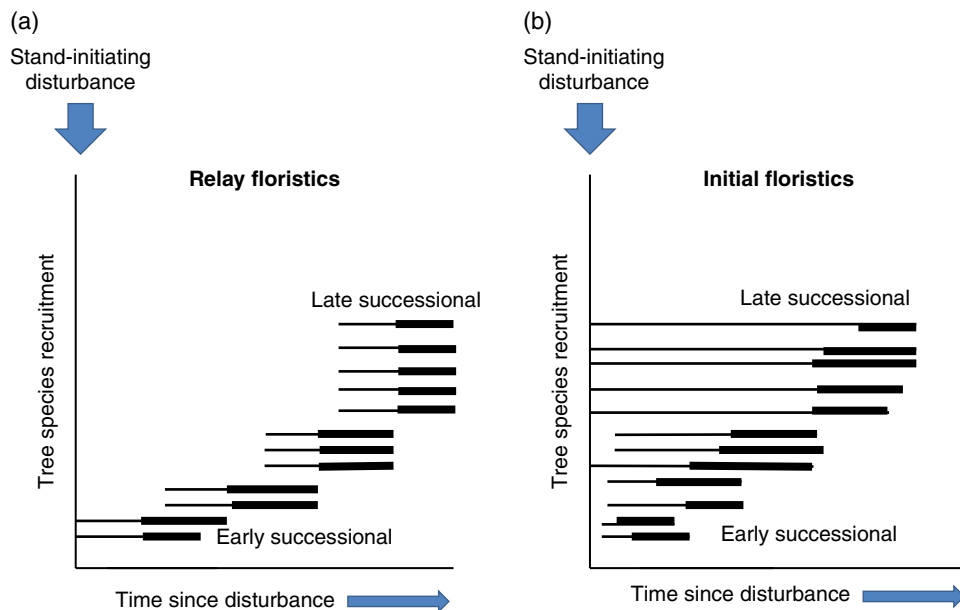 (a)
Stand-initiating
disturbance
Relay floristics
Tree species recruitment
Late successional
Early successional
Time since disturbance
(b)
Stand-initiating
disturbance
Initial floristics
Tree species recruitment
Late successional
Early successional
Time since disturbance